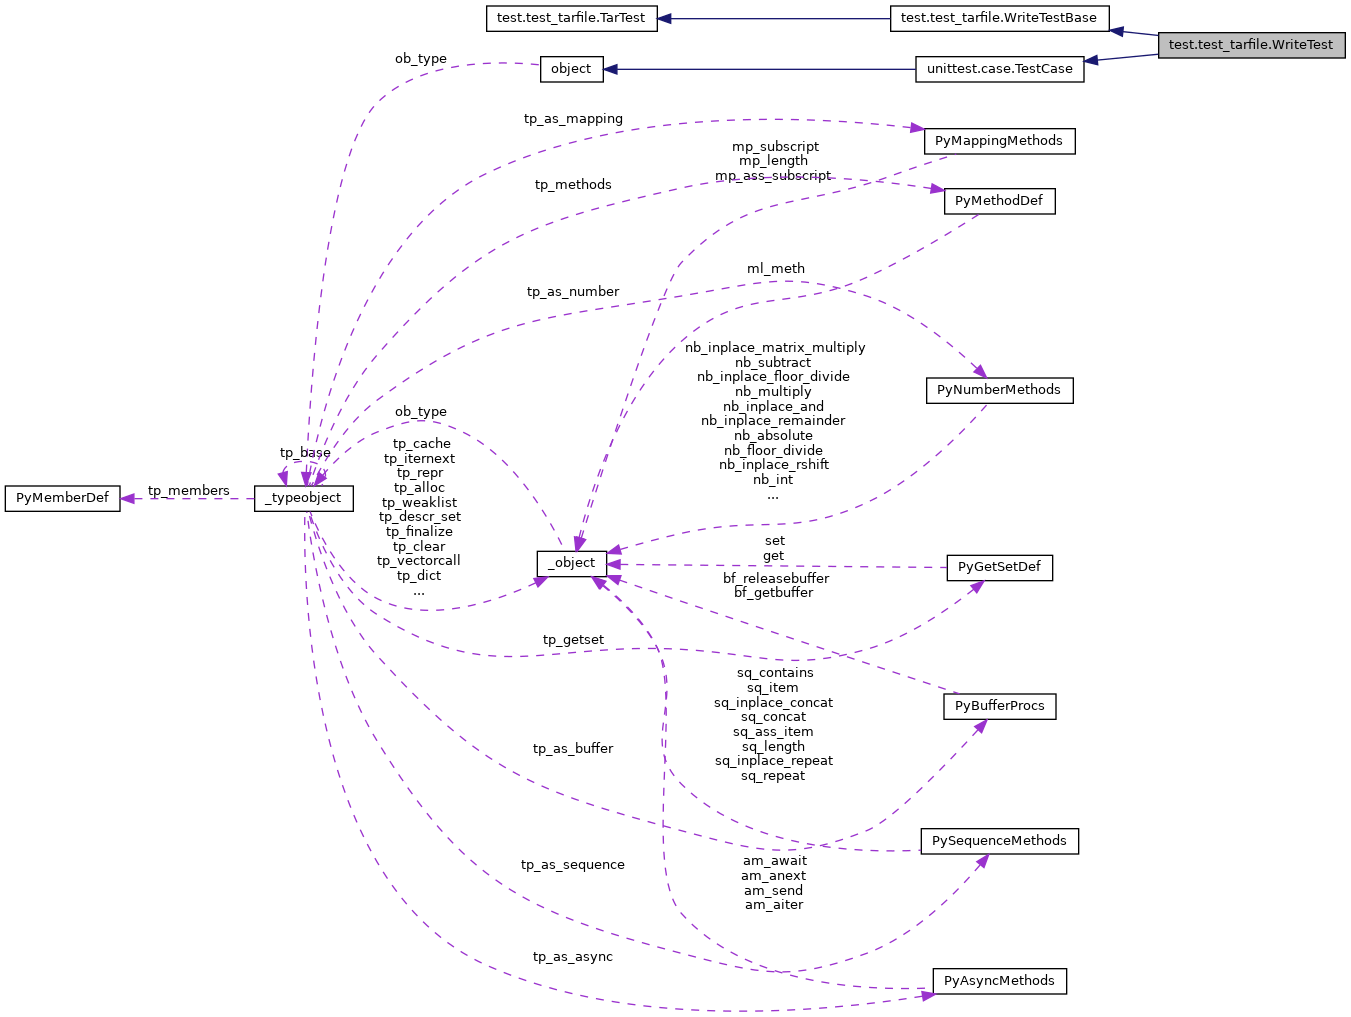 test.test_tarfile.TarTest
test.test_tarfile.WriteTestBase
test.test_tarfile.WriteTest
ob_type
object
unittest.case.TestCase
tp_as_mapping
PyMappingMethods
mp_subscript
mp_length
mp_ass_subscript
tp_methods
PyMethodDef
ml_meth
tp_as_number
nb_inplace_matrix_multiply
nb_subtract
nb_inplace_floor_divide
nb_multiply
nb_inplace_and
nb_inplace_remainder
nb_absolute
nb_floor_divide
nb_inplace_rshift
nb_int
...
PyNumberMethods
ob_type
tp_base
tp_cache
tp_iternext
tp_repr
tp_alloc
tp_weaklist
tp_descr_set
tp_finalize
tp_clear
tp_vectorcall
tp_dict
...
PyMemberDef
tp_members
_typeobject
_object
set
get
PyGetSetDef
bf_releasebuffer
bf_getbuffer
tp_getset
sq_contains
sq_item
sq_inplace_concat
sq_concat
sq_ass_item
sq_length
sq_inplace_repeat
sq_repeat
PyBufferProcs
tp_as_buffer
PySequenceMethods
tp_as_sequence
am_await
am_anext
am_send
am_aiter
tp_as_async
PyAsyncMethods